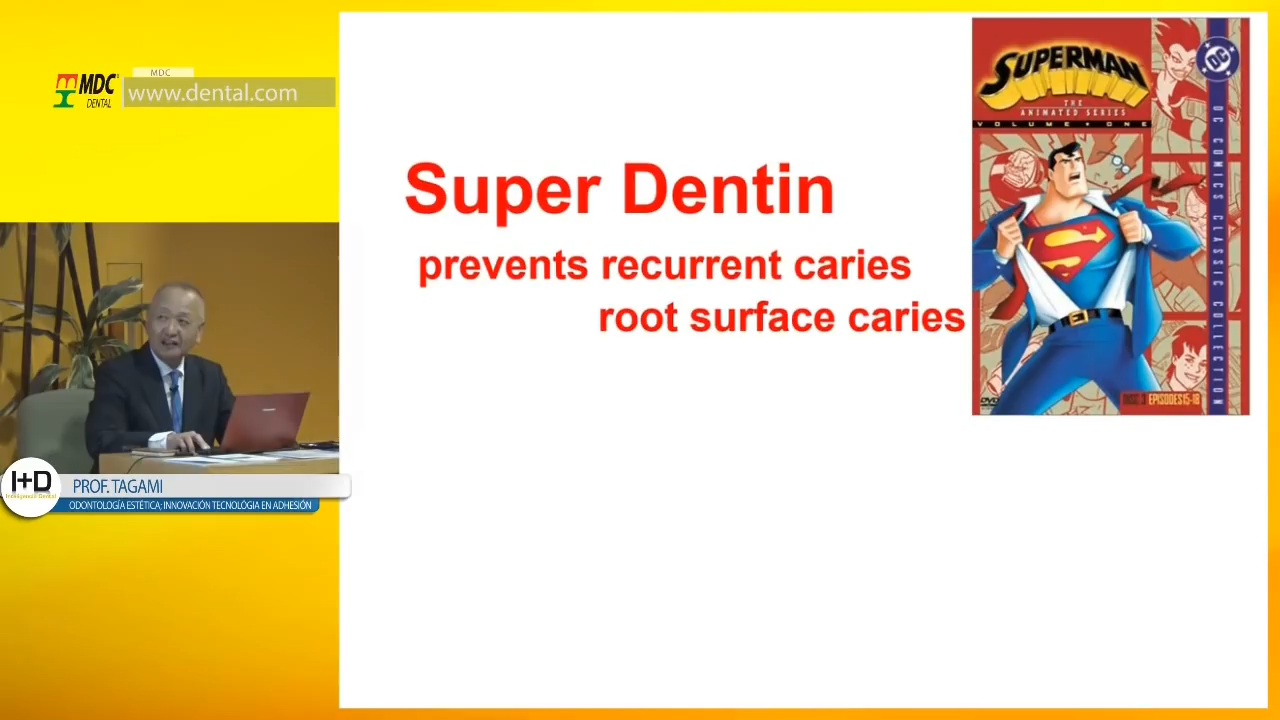 MDC
MDC
DENTAL
www.dental.com
Super Dentin
prevents recurrent caries
root surface caries
SUPERMAN
THE
ANIMATED SERIES
VOLUME • ONE
DC
DC COMICS CLASSIC COLLECTION
DISC 3 EPISODES 15-18
DVD
I+D
Inteligencia Dental
PROF. TAGAMI
ODONTOLOGÍA ESTÉTICA; INNOVACIÓN TECNOLÓGIA EN ADHESIÓN